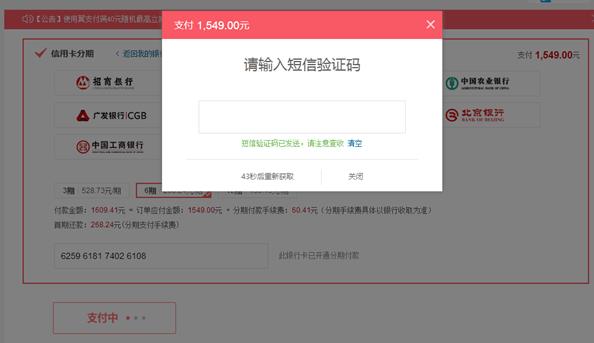 【公告】使用翼支付满40元随机最高立减
支付 1,549.00元
请输入短信验证码
信用卡分期
返回我的银
支付 1,549.00元
招商银行
中国农业银行
AGRICULTURAL BANK OF CHINA
广发银行|CGB
北京银行
BANK OF BEIJING
中国工商银行
短信验证码已发送,请注意查收 清空
43秒后重新获取
关闭
3期 528.73元/期
6期
付款金额:1609.41元 = 订单应付金额:1549.00元 + 分期付款手续费:60.41元(分期手续费具体以银行收取为准)
首期还款:268.24元(分期支付手续费)
6259 6181 7402 6108
此银行卡已开通分期付款
支付中